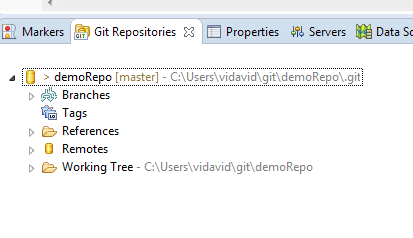 Markers Git Repositories Properties Servers Data So
> demoRepo [master] - C:\Users\vidavid\git\demoRepo\.git
Branches
Tags
References
Remotes
Working Tree - C:\Users\vidavid\git\demoRepo